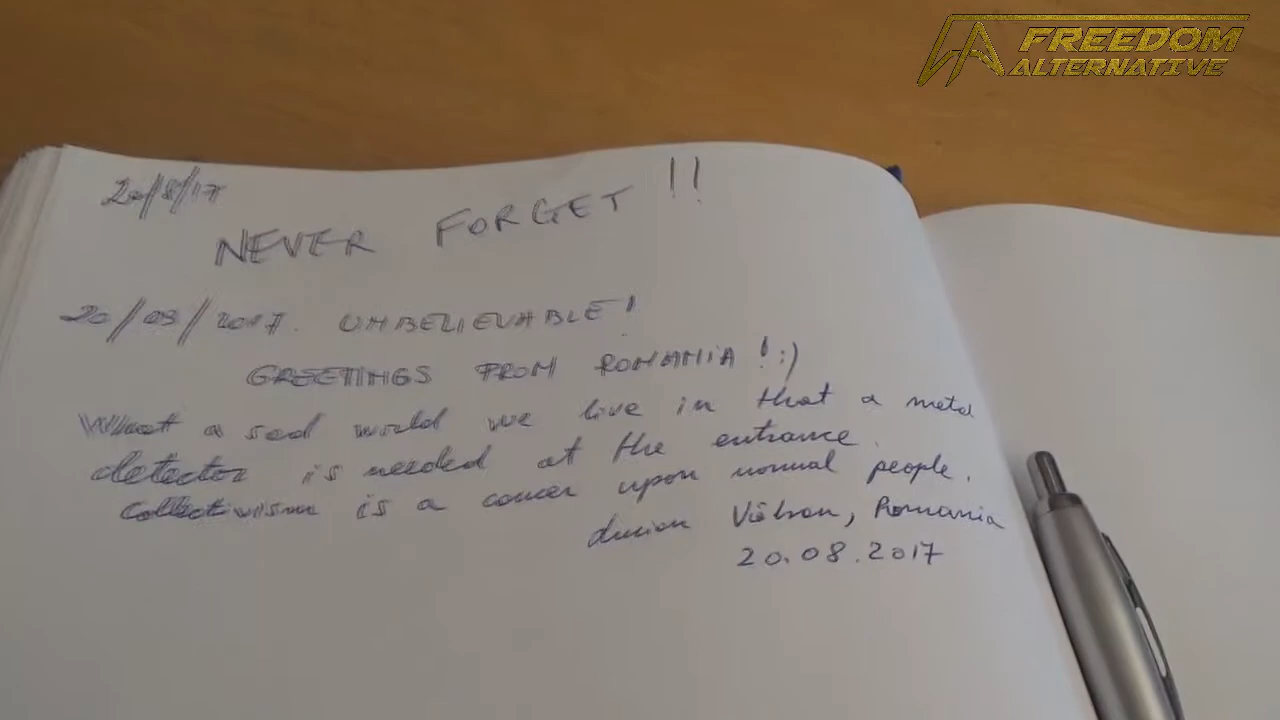 FREEDOM
ALTERNATIVE
20/8/17
NEVER FORGET !!
20/08/2017. UNBELIEVABLE!
GREETINGS FROM ROMANIA! :)
What a sad world we live in that a metal
detector is needed at the entrance.
Collectivism is a cancer upon normal people.
Lucian Vâlsan, Romania
20.08.2017